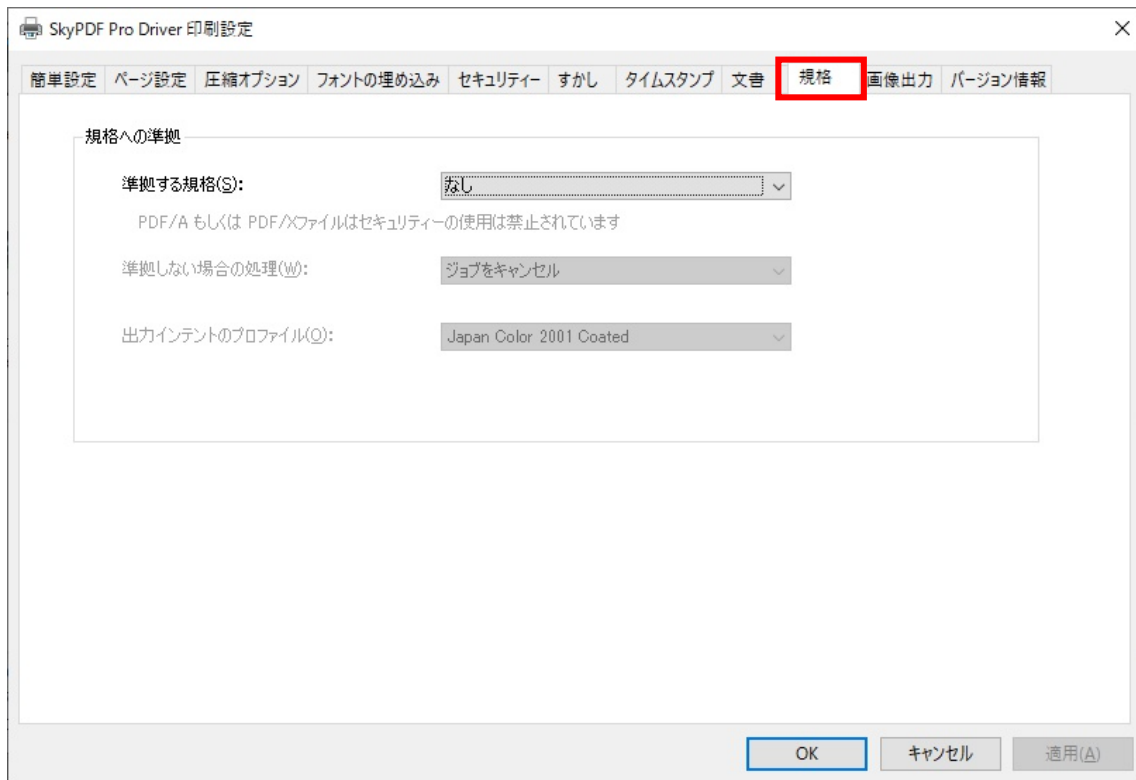 SkyPDF Pro Driver 印刷設定
簡単設定 ページ設定 圧縮オプション フォントの埋め込み セキュリティー すかし タイムスタンプ 文書 規格 画像出力 バージョン情報
規格への準拠
準拠する規格(S): なし
PDF/A もしくは PDF/Xファイルはセキュリティーの使用は禁止されています
準拠しない場合の処理(W): ジョブをキャンセル
出力インテントのプロファイル(O): Japan Color 2001 Coated
OK キャンセル 適用(A)